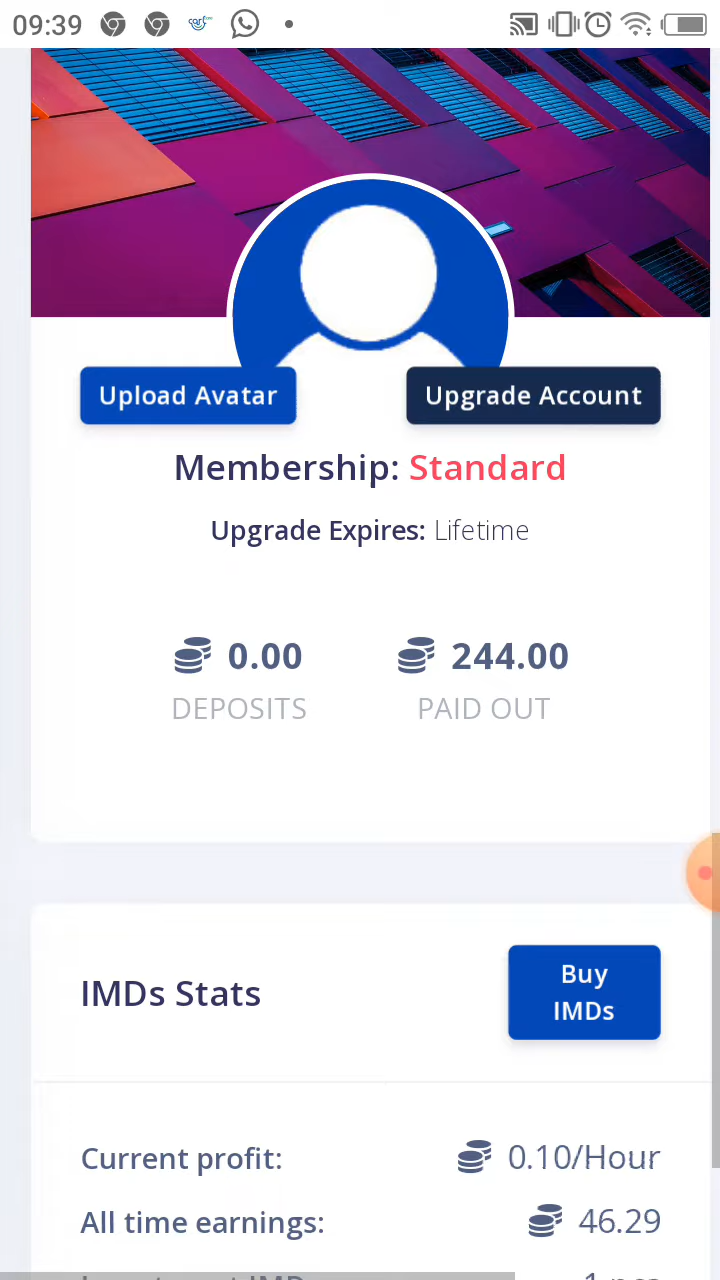 09:39
Upload Avatar
Upgrade Account
Membership: Standard
Upgrade Expires: Lifetime
0.00
244.00
DEPOSITS
PAID OUT
IMDs Stats
Buy
IMDs
Current profit:
0.10/Hour
All time earnings:
46.29